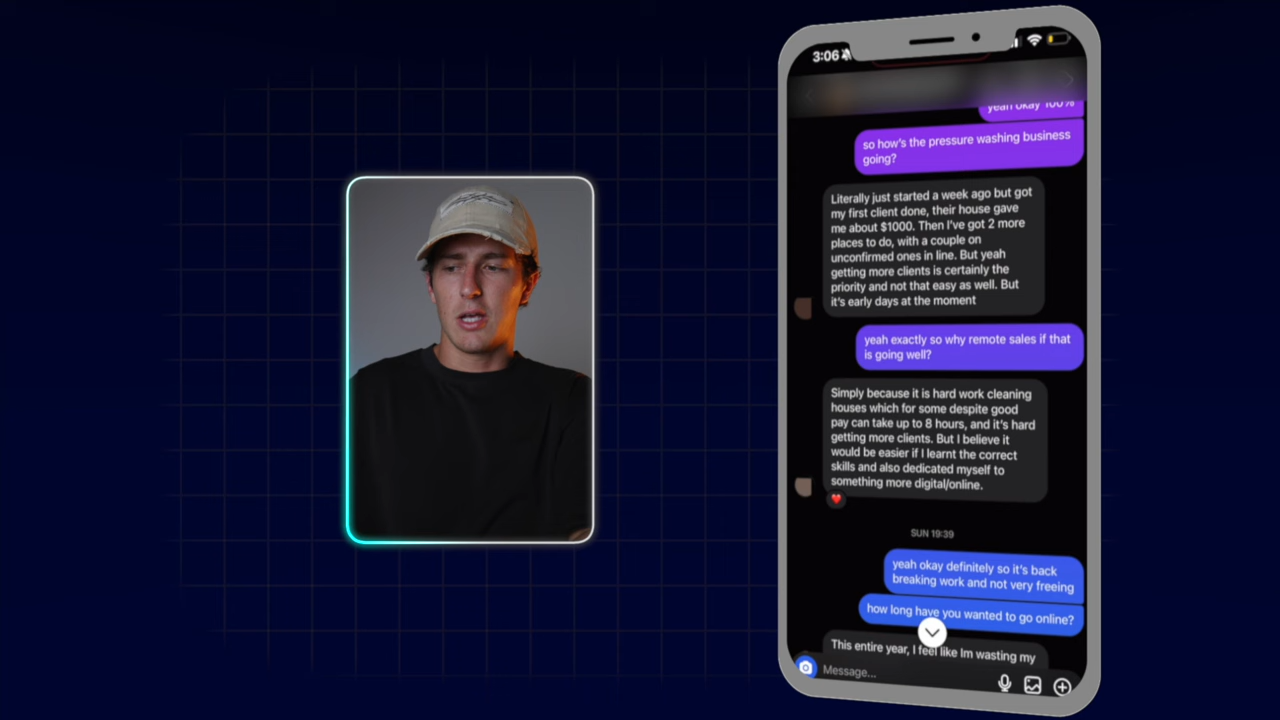 3:06
yeah okay 100%
so how's the pressure washing business
going?
Literally just started a week ago but got
my first client done, their house gave
me about $1000. Then I've got 2 more
places to do, with a couple on
unconfirmed ones in line. But yeah
getting more clients is certainly the
priority and not that easy as well. But
it's early days at the moment
yeah exactly so why remote sales if that
is going well?
Simply because it is hard work cleaning
houses which for some despite good
pay can take up to 8 hours, and it's hard
getting more clients. But I believe it
would be easier if I learnt the correct
skills and also dedicated myself to
something more digital/online.
SUN 19:39
yeah okay definitely so it's back
breaking work and not very freeing
how long have you wanted to go online?
This entire year, I feel like Im wasting my
Message...